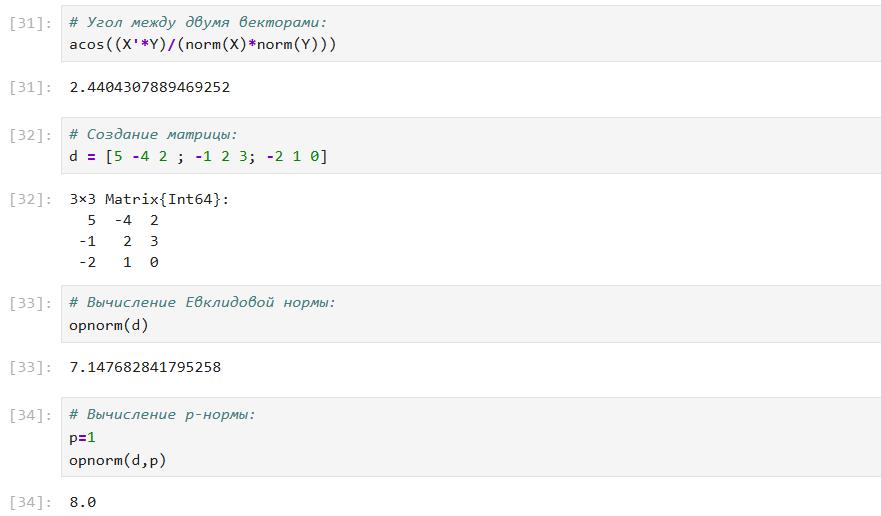 [31]: # Угол между двумя векторами:
acos((X'*Y)/(norm(X)*norm(Y)))
[31]: 2.4404307889469252
[32]: # Создание матрицы:
d = [5 -4 2 ; -1 2 3; -2 1 0]
[32]: 3×3 Matrix{Int64}:
5 -4 2
-1 2 3
-2 1 0
[33]: # Вычисление Евклидовой нормы:
opnorm(d)
[33]: 7.147682841795258
[34]: # Вычисление p-нормы:
p=1
opnorm(d,p)
[34]: 8.0